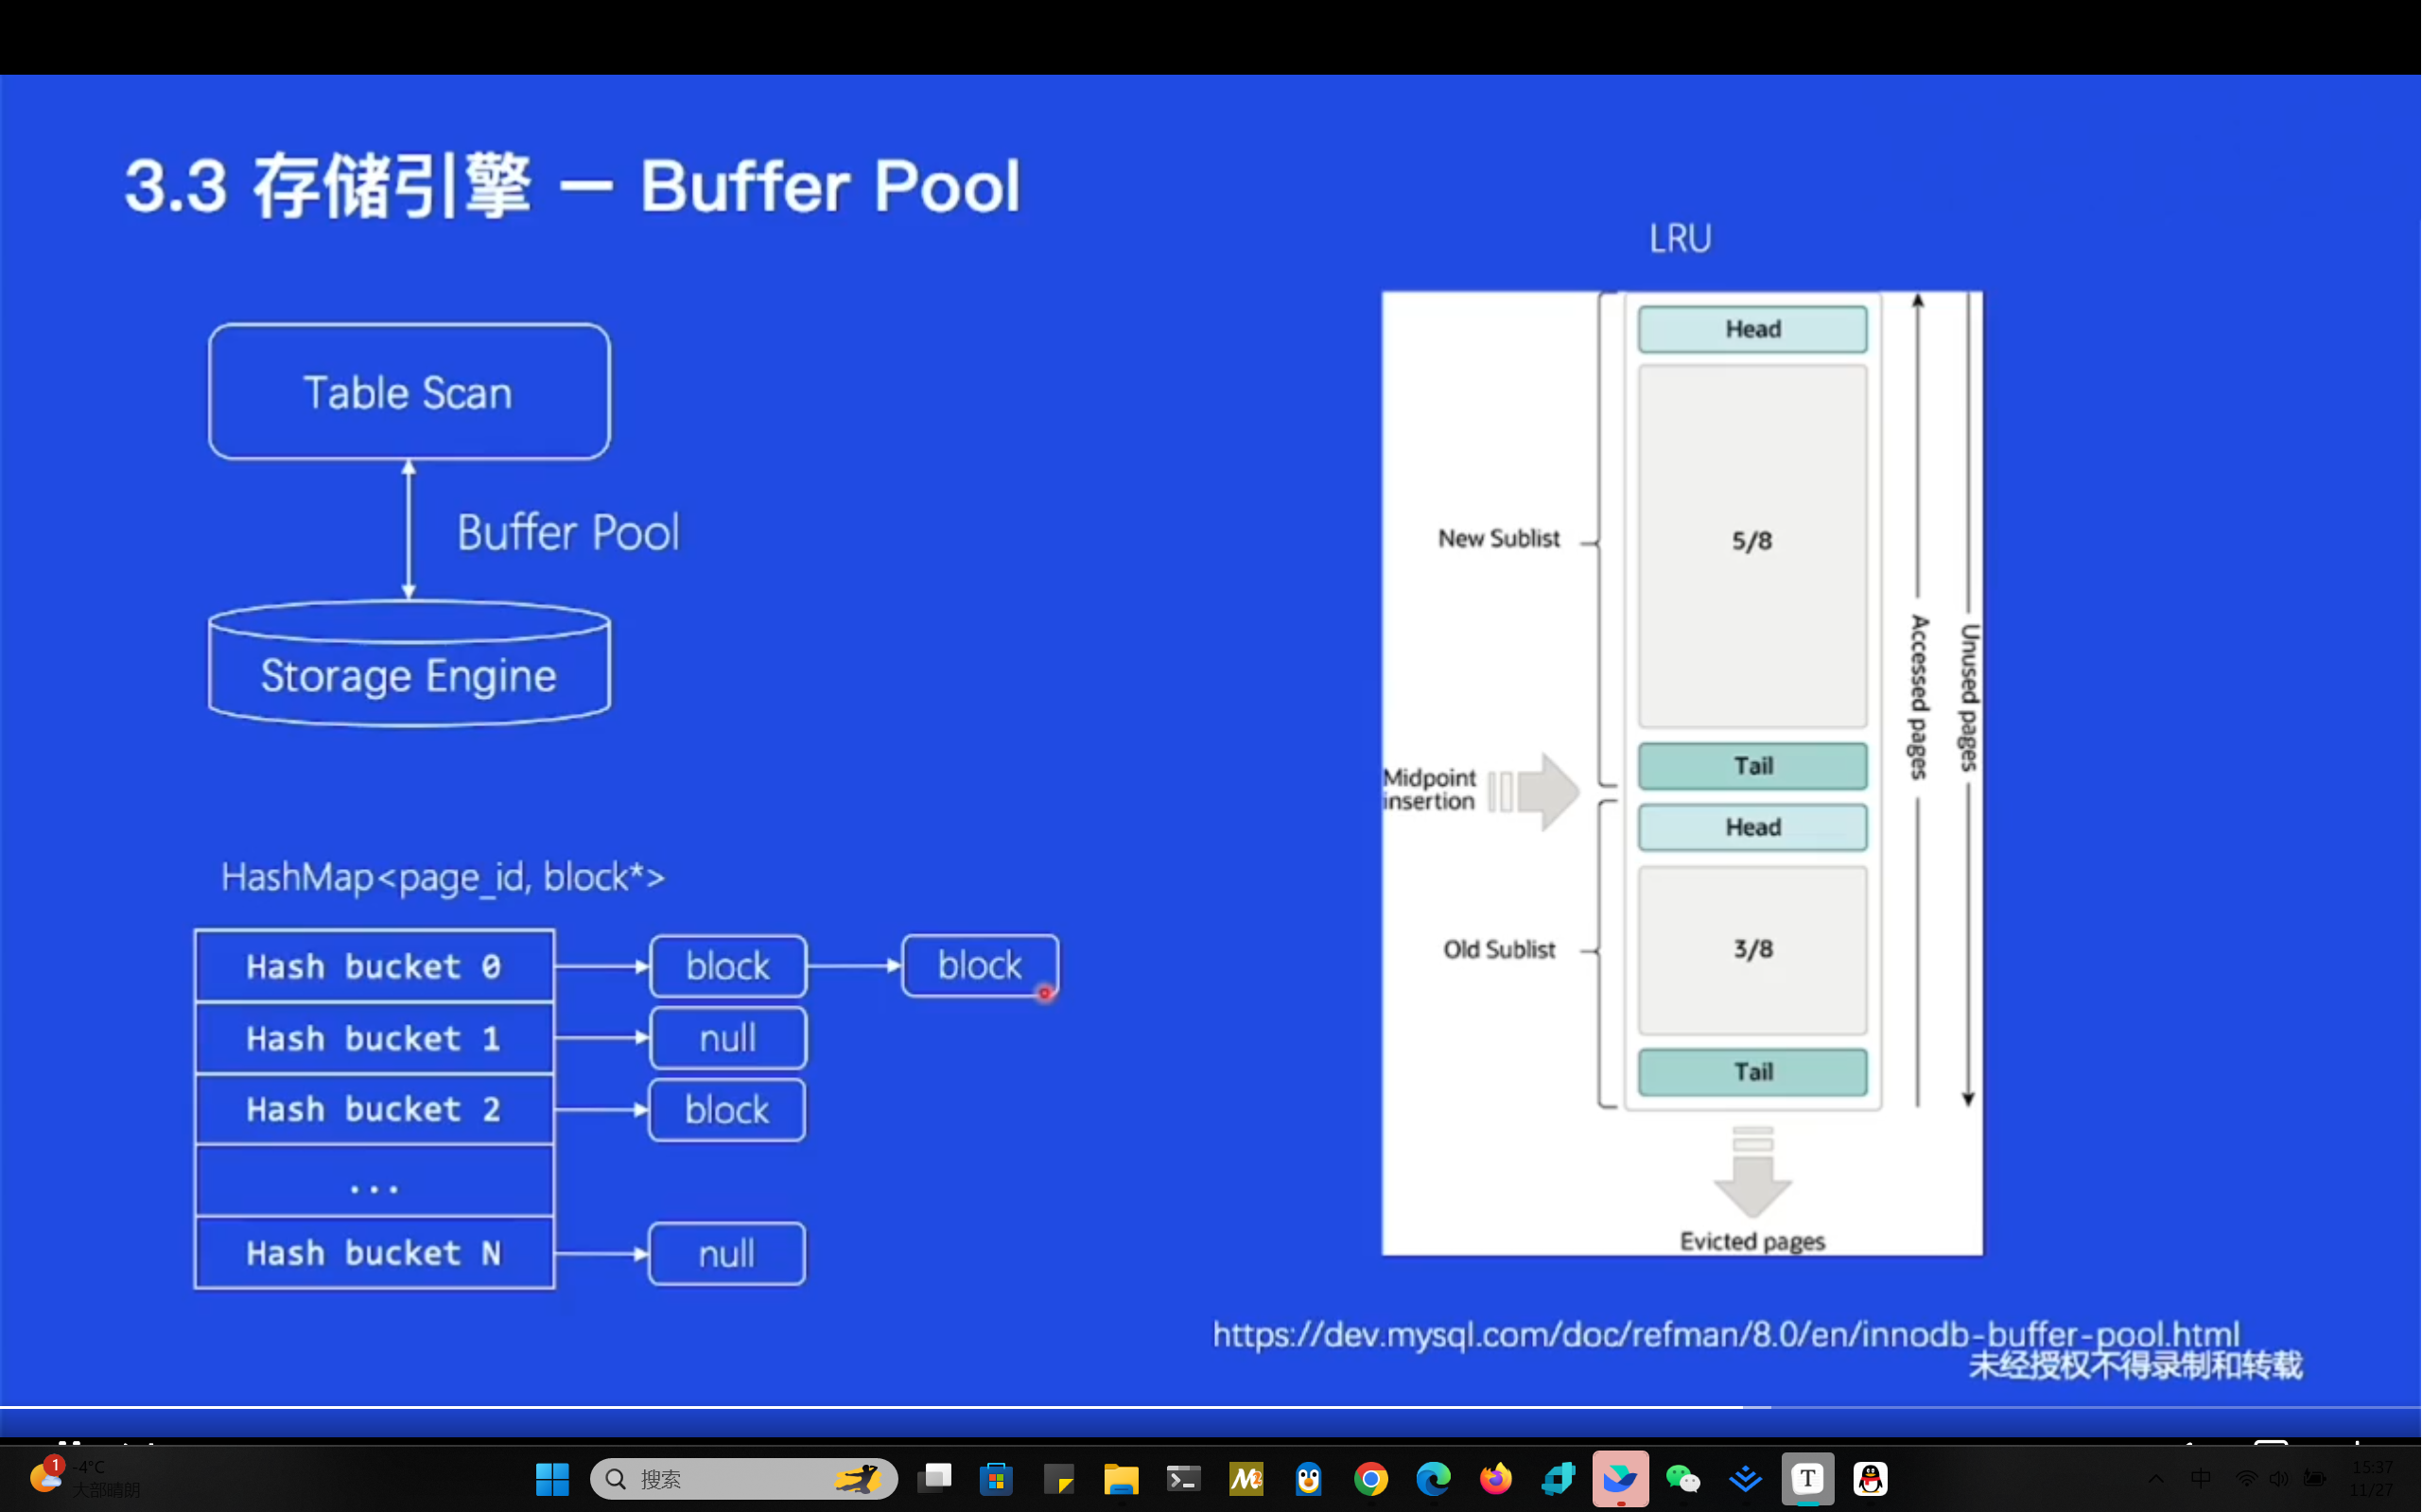 3.3 存储引擎 — Buffer Pool
Table Scan
Buffer Pool
Storage Engine
HashMap<page_id, block*>
Hash bucket 0
block
block
Hash bucket 1
null
Hash bucket 2
block
...
Hash bucket N
null
LRU
Head
New Sublist
5/8
Tail
Midpoint
insertion
Head
Old Sublist
3/8
Tail
Accessed pages
Unused pages
Evicted pages
https://dev.mysql.com/doc/refman/8.0/en/innodb-buffer-pool.html
未经授权不得录制和转载
1
-4°C
大部晴朗
搜索
中
15:37
11/27